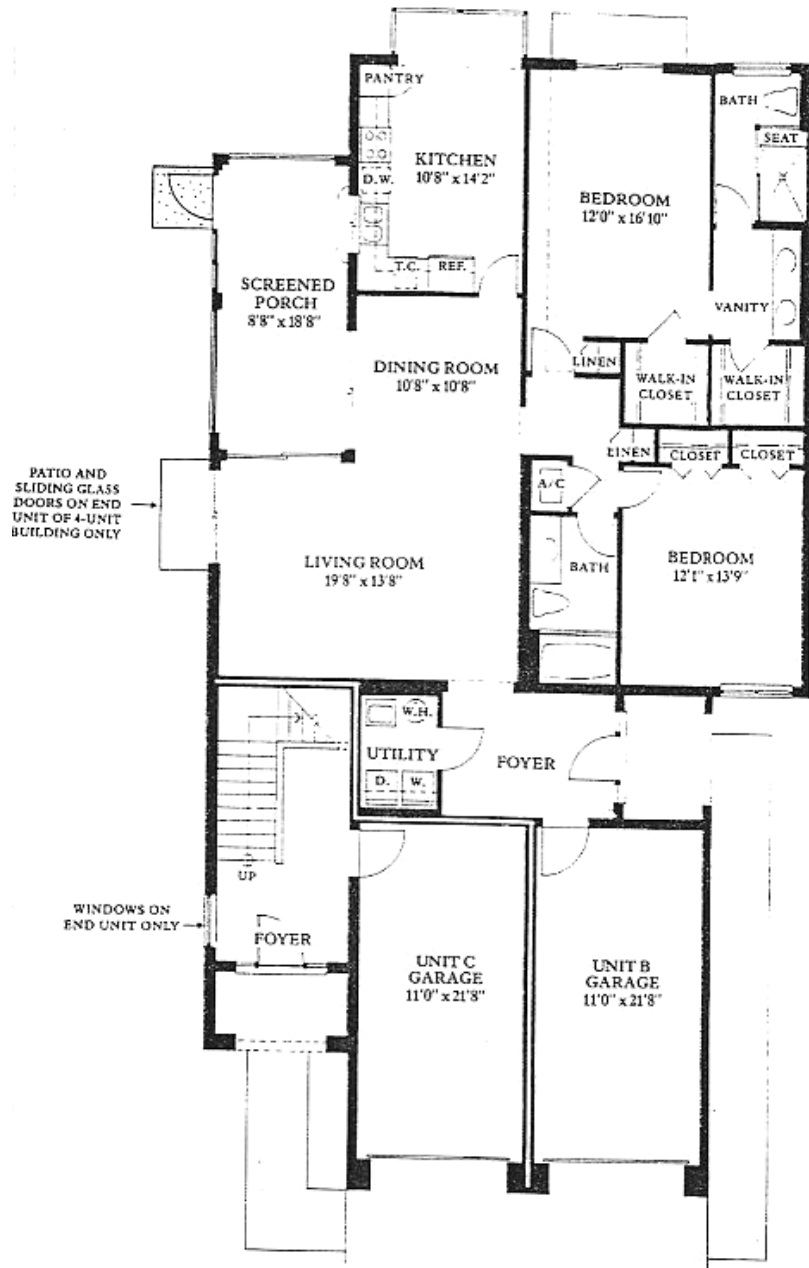 PANTRY
KITCHEN
10'8" x 14'2"
D.W.
T.C.
REF.
BATH
SEAT
BEDROOM
12'0" x 16'10"
VANITY
SCREENED
PORCH
8'8" x 18'8"
DINING ROOM
10'8" x 10'8"
LINEN
WALK-IN
CLOSET
WALK-IN
CLOSET
LINEN
CLOSET
CLOSET
A/C
PATIO AND
SLIDING GLASS
DOORS ON END
UNIT OF 4-UNIT
BUILDING ONLY
LIVING ROOM
19'8" x 13'8"
BATH
BEDROOM
12'1" x 13'9"
W.H.
UTILITY
D.
W.
FOYER
UP
WINDOWS ON
END UNIT ONLY
FOYER
UNIT C
GARAGE
11'0" x 21'8"
UNIT B
GARAGE
11'0" x 21'8"